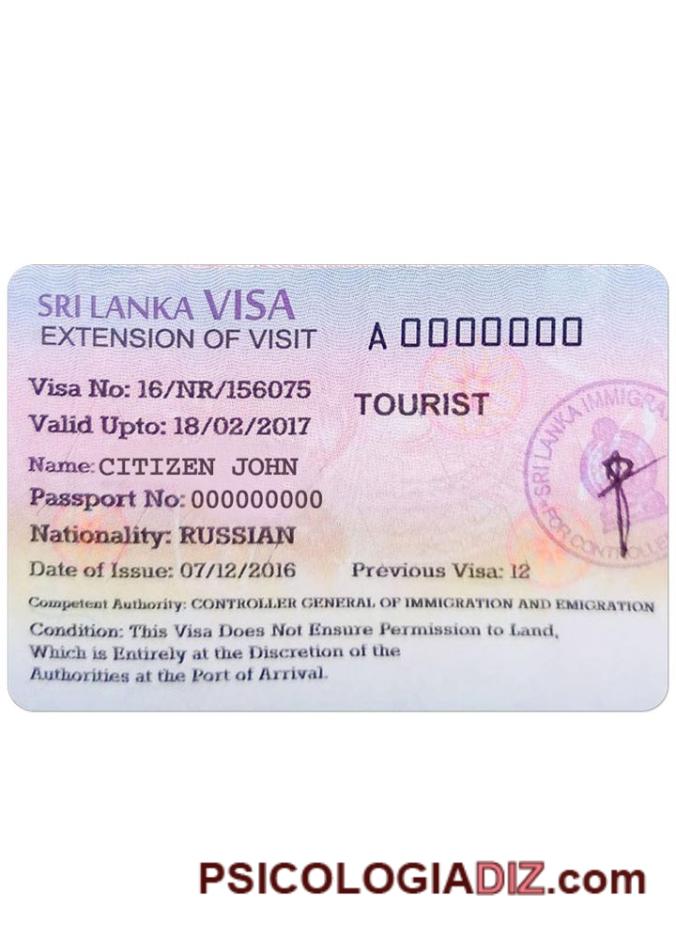 SRI LANKA VISA
EXTENSION OF VISIT
A 0000000
Visa No: 16/NR/156075
TOURIST
Valid Upto: 18/02/2017
Name: CITIZEN JOHN
Passport No: 000000000
Nationality: RUSSIAN
Date of Issue: 07/12/2016 Previous Visa: 12
Competent Authority: CONTROLLER GENERAL OF IMMIGRATION AND EMIGRATION
Condition: This Visa Does Not Ensure Permission to Land,
Which is Entirely at the Discretion of the
Authorities at the Port of Arrival.
SRI LANKA IMMIGRA
FOR CONTROLLE
PSICOLOGIADIZ.com